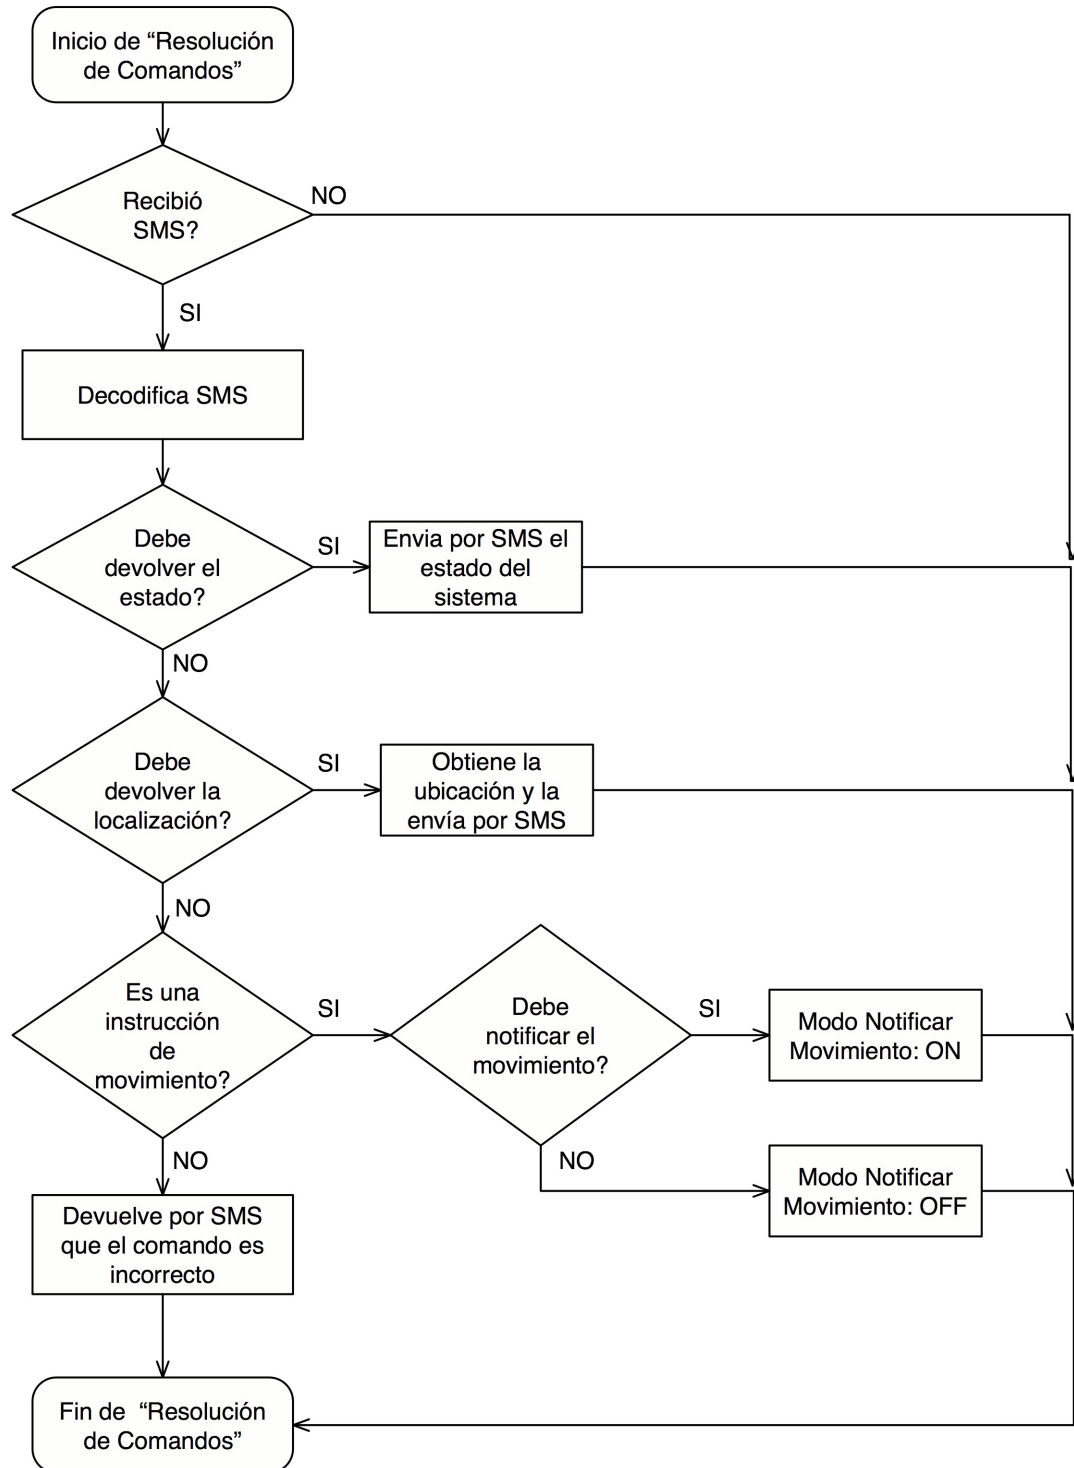 Inicio de “Resolución
de Comandos”
Recibió
SMS?
NO
SI
Decodifica SMS
Debe
devolver el
estado?
SI
Envia por SMS el
estado del
sistema
NO
Debe
devolver la
localización?
SI
Obtiene la
ubicación y la
envía por SMS
NO
Es una
instrucción
de
movimiento?
SI
Debe
notificar el
movimiento?
SI
Modo Notificar
Movimiento: ON
NO
Modo Notificar
Movimiento: OFF
NO
Devuelve por SMS
que el comando es
incorrecto
Fin de “Resolución
de Comandos”